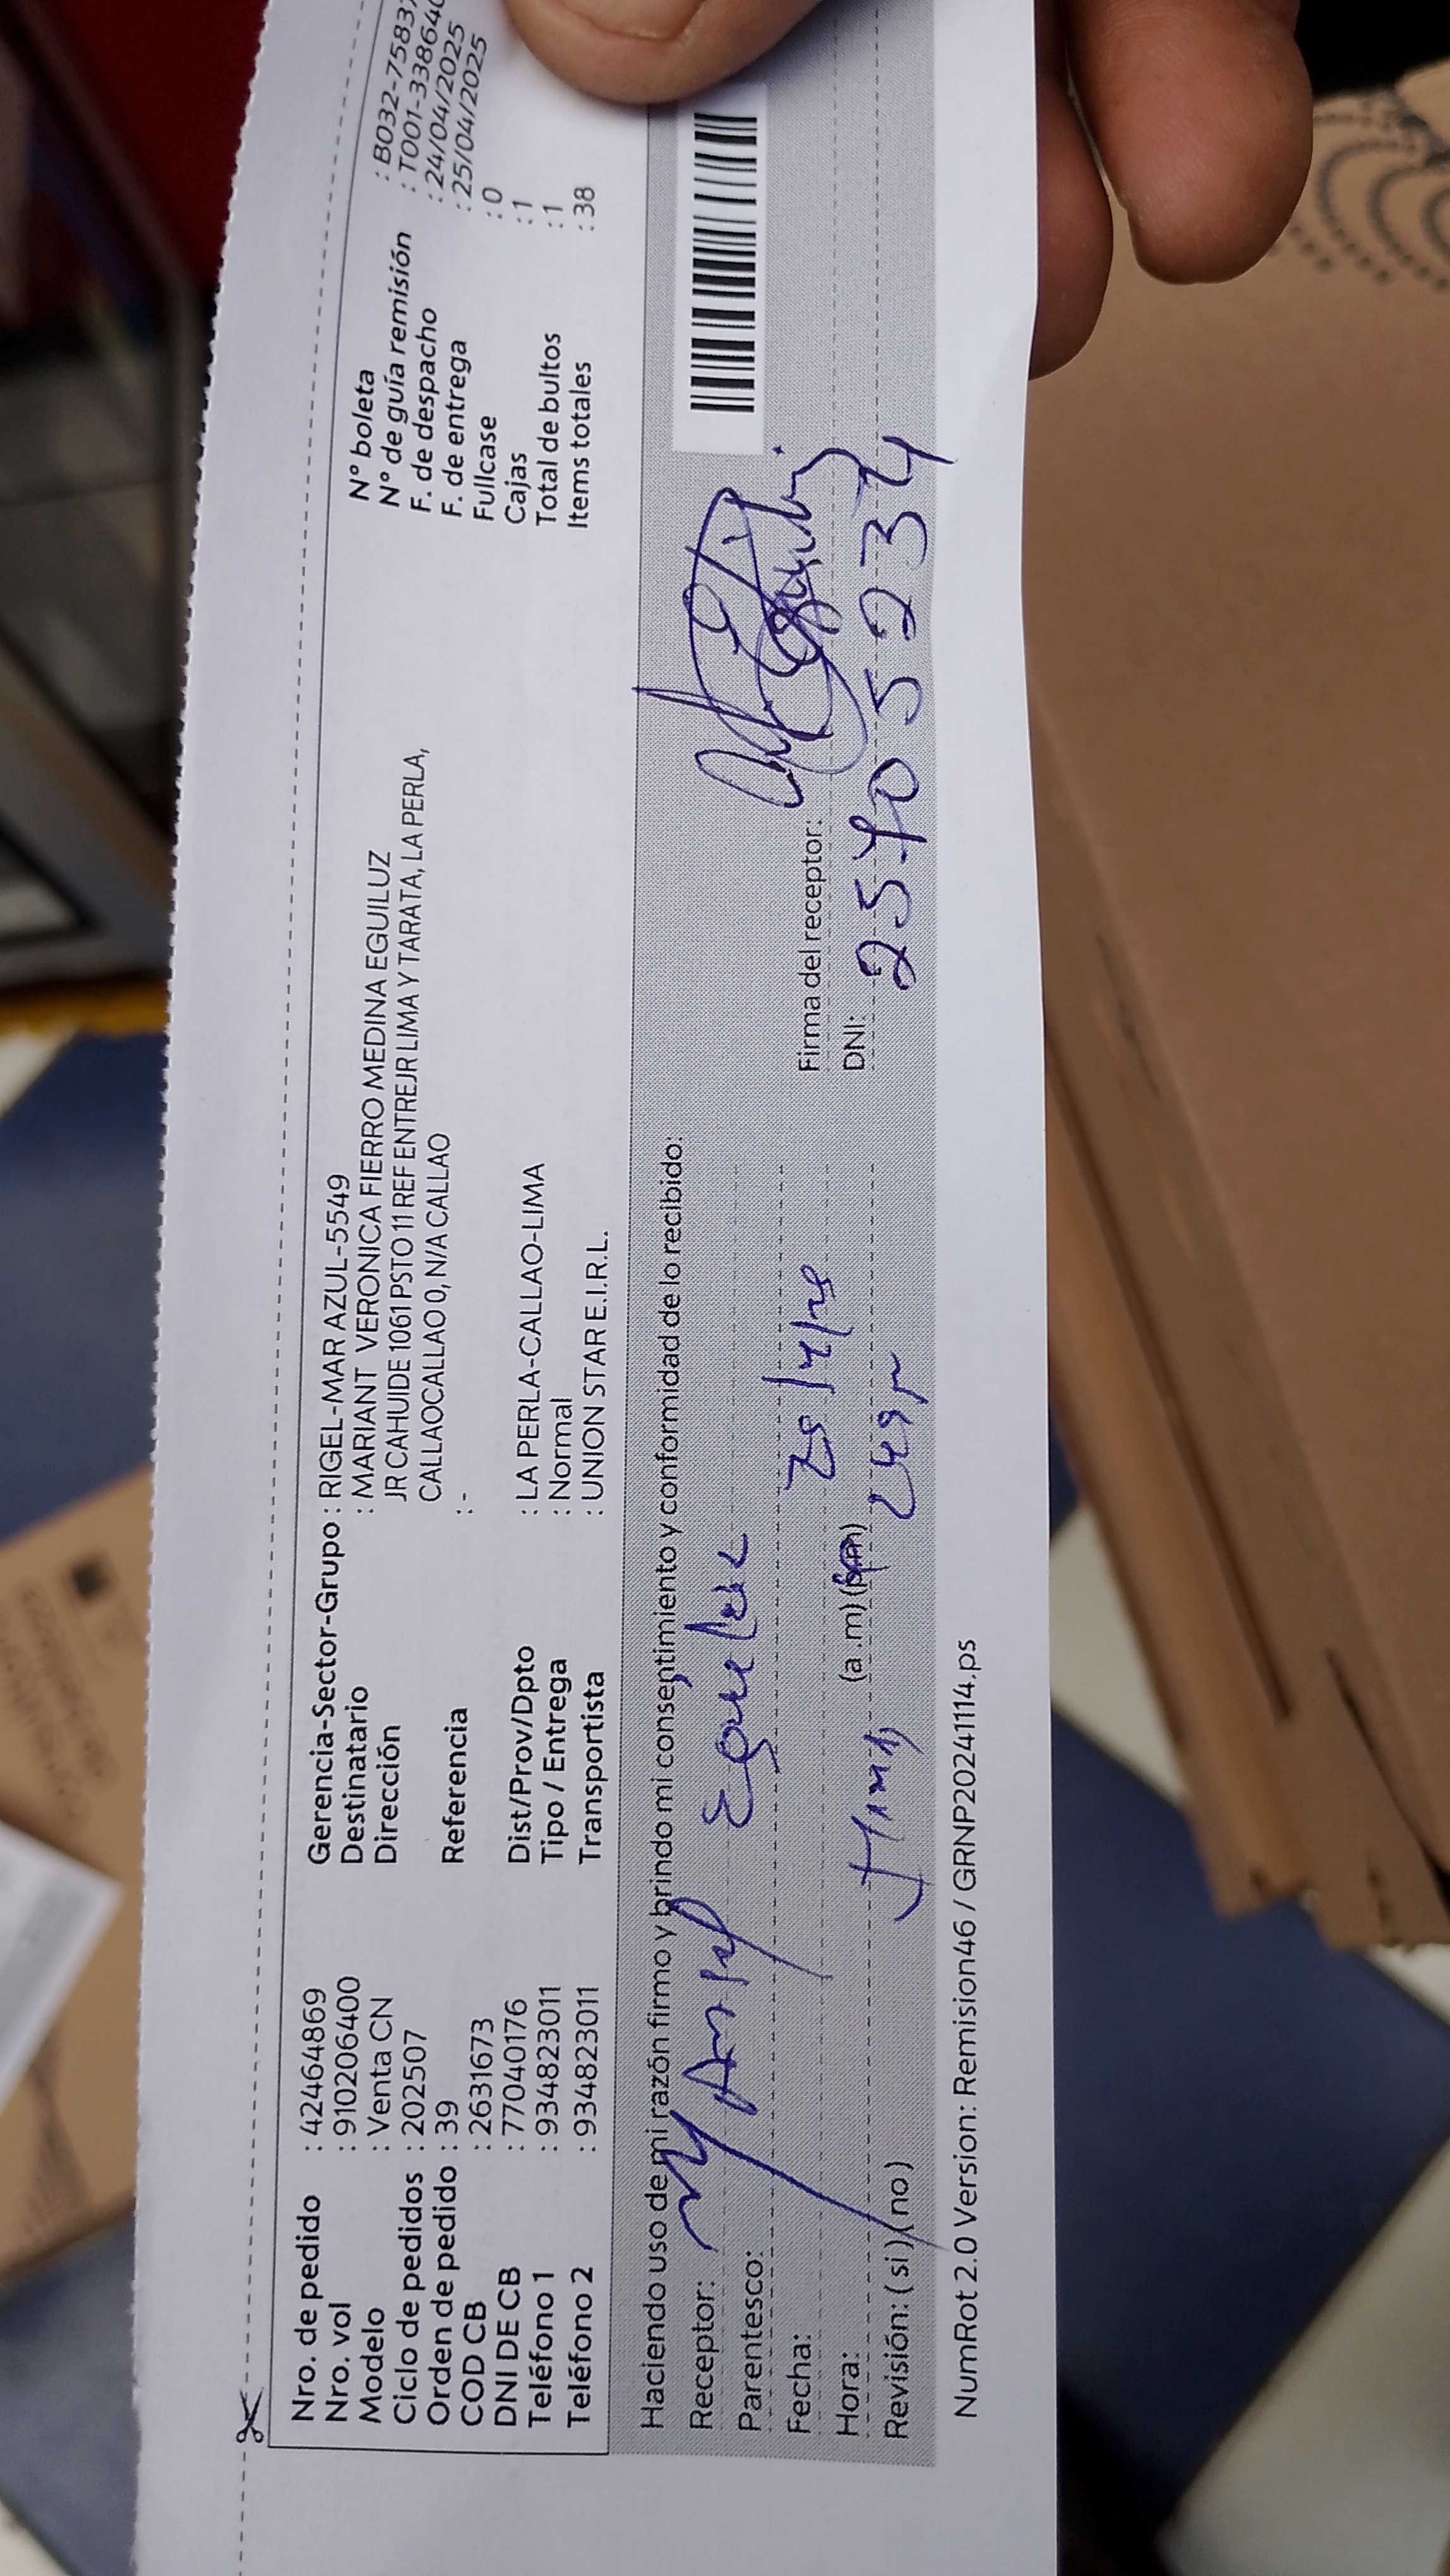 Nro. de pedido : 42464869
Nro. vol : 910206400
Modelo : Venta CN
Ciclo de pedidos : 202507
Orden de pedido : 39
COD CB : 2631673
DNI DE CB : 77040176
Teléfono 1 : 934823011
Teléfono 2 : 934823011
Gerencia-Sector-Grupo : RIGEL-MAR AZUL-5549
Destinatario : MARIANT VERONICA FIERRO MEDINA EGUILUZ
Dirección JR CAHUIDE 1061 PSTO 11 REF ENTREJR LIMA Y TARATA, LA PERLA,
CALLAOCALLAO 0, N/A CALLAO
Referencia : -
Dist/Prov/Dpto : LA PERLA-CALLAO-LIMA
Tipo / Entrega : Normal
Transportista : UNION STAR E.I.R.L.
N° boleta : B032-7583
N° de guía remisión : T001-33864
F. de despacho : 24/04/2025
F. de entrega : 25/04/2025
Fullcase : 0
Cajas : 1
Total de bultos : 1
Items totales : 38
Haciendo uso de mi razón firmo y brindo mi consentimiento y conformidad de lo recibido:
Receptor: Eguiluz
Parentesco:
Fecha:
Hora: (a .m) (p.m)
Revisión: ( si ) ( no )
Firma del receptor:
DNI: 25405234
NumRot 2.0 Version: Remision46 / GRNP20241114.ps